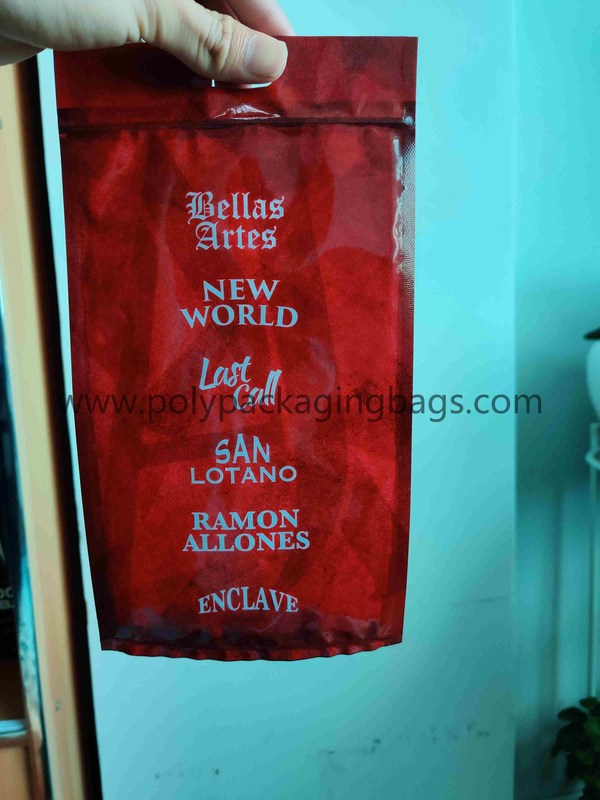 Bellas
Artes
NEW
WORLD
Last
Call
www.polypackagingbags.com
SAN
LOTANO
RAMON
ALLONES
ENCLAVE